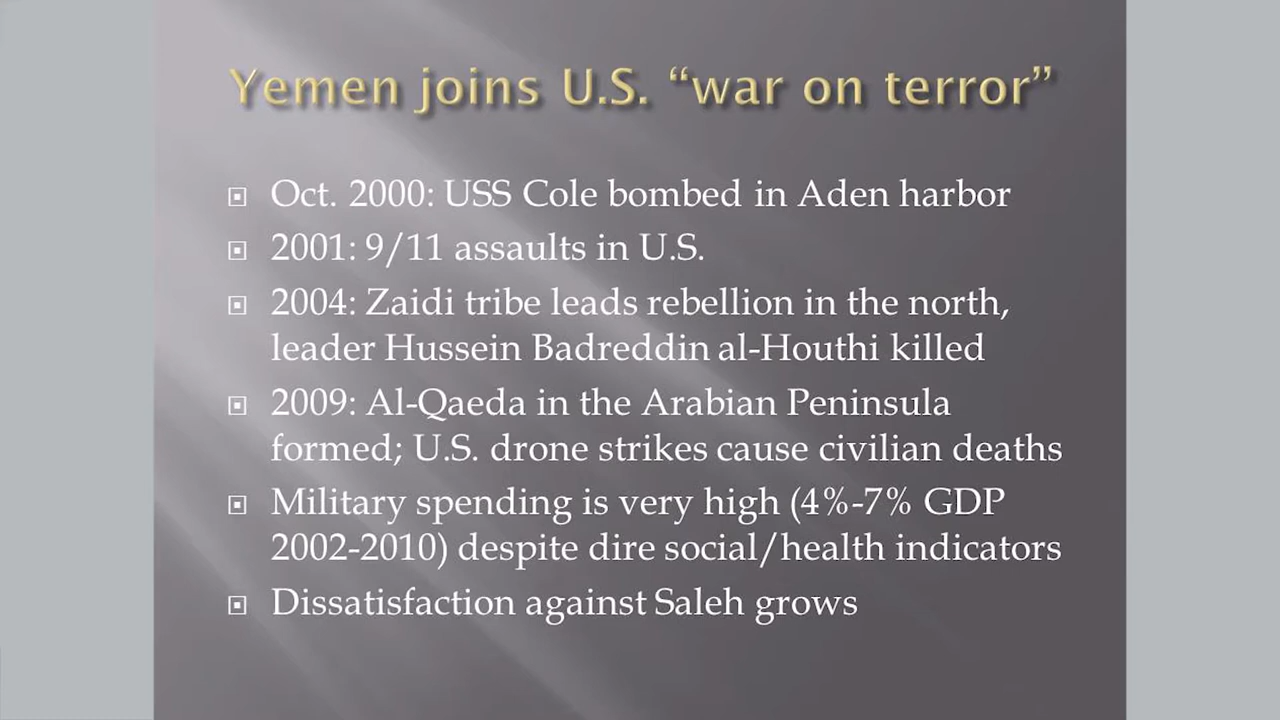 Yemen joins U.S. “war on terror”
Oct. 2000: USS Cole bombed in Aden harbor
2001: 9/11 assaults in U.S.
2004: Zaidi tribe leads rebellion in the north,
leader Hussein Badreddin al-Houthi killed
2009: Al-Qaeda in the Arabian Peninsula
formed; U.S. drone strikes cause civilian deaths
Military spending is very high (4%-7% GDP
2002-2010) despite dire social/health indicators
Dissatisfaction against Saleh grows